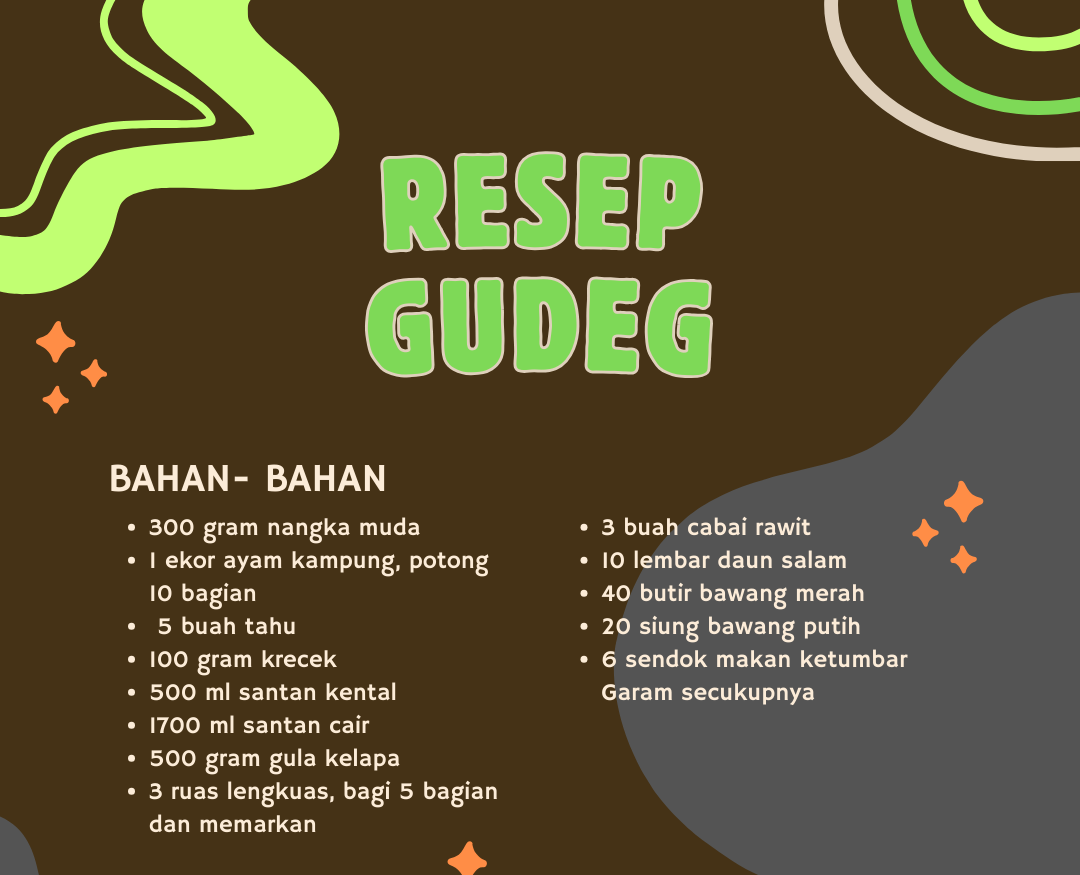 RESEP
GUDEG
BAHAN- BAHAN
• 300 gram nangka muda
• 1 ekor ayam kampung, potong
10 bagian
• 5 buah tahu
• 100 gram krecek
• 500 ml santan kental
• 1700 ml santan cair
• 500 gram gula kelapa
• 3 ruas lengkuas, bagi 5 bagian
dan memarkan
• 3 buah cabai rawit
• 10 lembar daun salam
• 40 butir bawang merah
• 20 siung bawang putih
• 6 sendok makan ketumbar
Garam secukupnya